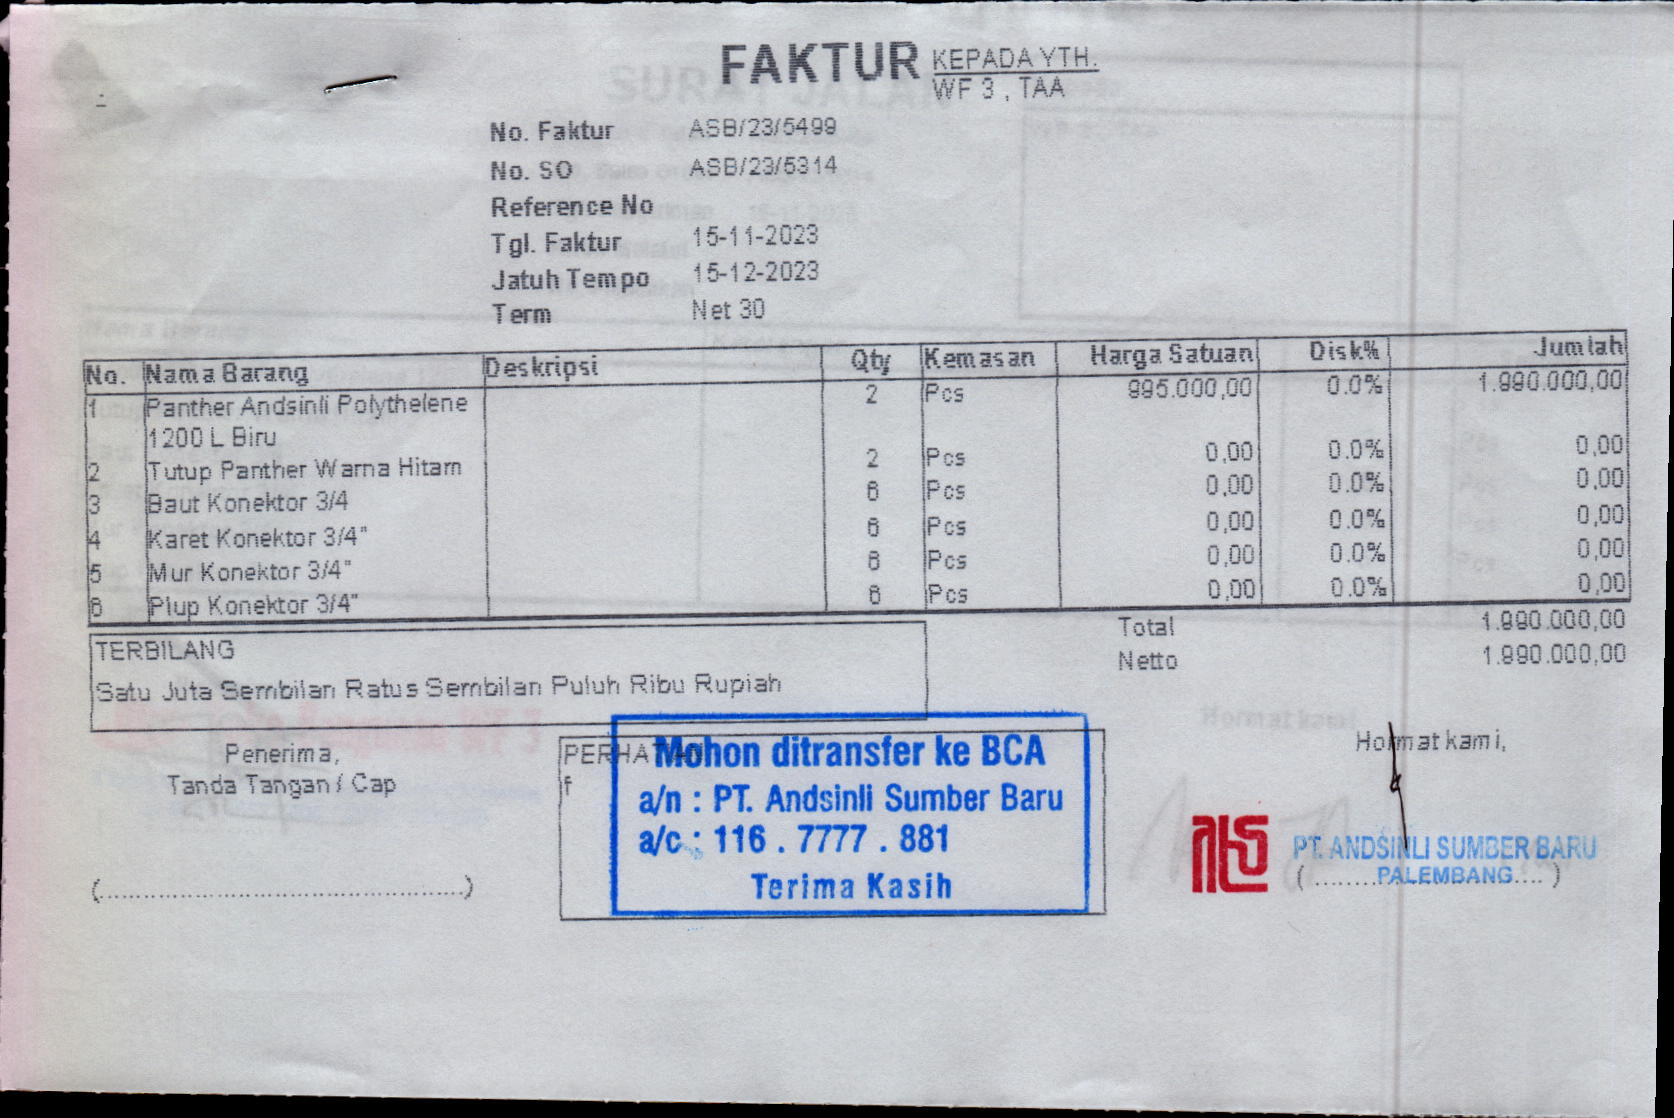 FAKTUR
KEPADA YTH.
WF 3 , TAA
No. Faktur ASB/23/5499
No. SO ASB/23/5314
Reference No
Tgl. Faktur 15-11-2023
Jatuh Tempo 15-12-2023
Term Net 30
No. Nama Barang Deskripsi Qty Kemasan Harga Satuan Disk% Jumlah
1 Panther Andsinli Polythelene 2 Pcs 995.000,00 0.0% 1.990.000,00
1200 L Biru
2 Tutup Panther Warna Hitam 2 Pcs 0,00 0.0% 0,00
3 Baut Konektor 3/4 6 Pcs 0,00 0.0% 0,00
4 Karet Konektor 3/4" 6 Pcs 0,00 0.0% 0,00
5 Mur Konektor 3/4" 6 Pcs 0,00 0.0% 0,00
6 Plup Konektor 3/4" 6 Pcs 0,00 0.0% 0,00
Total 1.990.000,00
Netto 1.990.000,00
TERBILANG
Satu Juta Sembilan Ratus Sembilan Puluh Ribu Rupiah
Penerima,
Tanda Tangan / Cap
(............................................)
f
Mohon ditransfer ke BCA
a/n : PT. Andsinli Sumber Baru
a/c : 116 . 7777 . 881
Terima Kasih
Hormat kami,
PT. ANDSINLI SUMBER BARU
(........PALEMBANG.... )